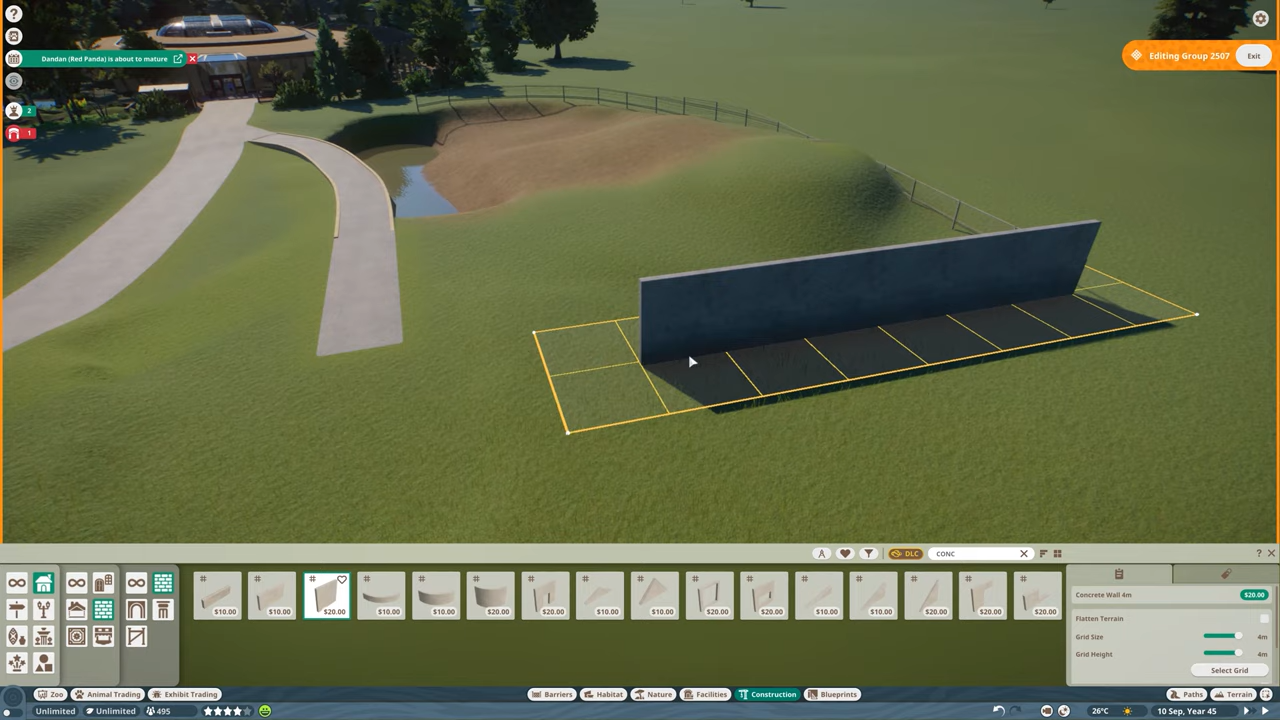 ?
Dandan (Red Panda) is about to mature
2
1
Editing Group 2507
Exit
DLC
CONC
?
$10.00
$10.00
$20.00
$10.00
$10.00
$20.00
$20.00
$10.00
$10.00
$20.00
$20.00
$10.00
$10.00
$20.00
$20.00
$20.00
Concrete Wall 4m
$20.00
Flatten Terrain
Grid Size
4m
Grid Height
4m
Select Grid
Zoo
Animal Trading
Exhibit Trading
Barriers
Habitat
Nature
Facilities
Construction
Blueprints
Paths
Terrain
Unlimited
Unlimited
495
26°C
10 Sep, Year 45